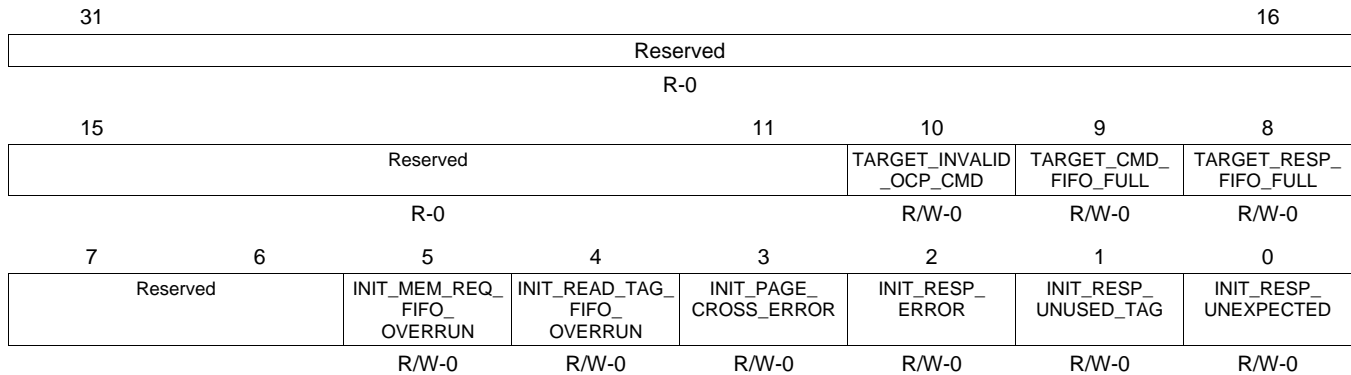 31 16
Reserved
R-0
15 11 10 9 8
Reserved TARGET_INVALID TARGET_CMD_ TARGET_RESP_
_OCP_CMD FIFO_FULL FIFO_FULL
R-0 R/W-0 R/W-0 R/W-0
7 6 5 4 3 2 1 0
Reserved INIT_MEM_REQ_ INIT_READ_TAG_ INIT_PAGE_ INIT_RESP_ INIT_RESP_ INIT_RESP_
FIFO_ FIFO_ CROSS_ERROR ERROR UNUSED_TAG UNEXPECTED
OVERRUN OVERRUN
R/W-0 R/W-0 R/W-0 R/W-0 R/W-0 R/W-0